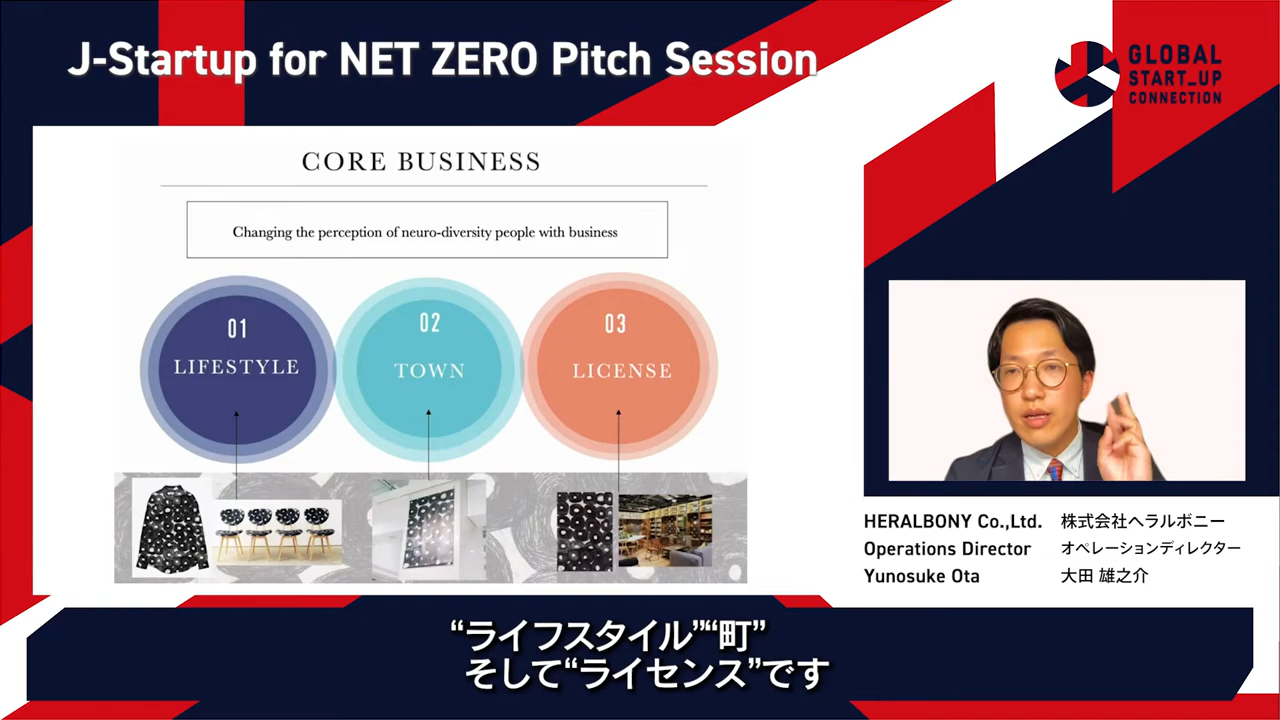 J-Startup for NET ZERO Pitch Session
GLOBAL
START_UP
CONNECTION
CORE BUSINESS
Changing the perception of neuro-diversity people with business
01
LIFESTYLE
02
TOWN
03
LICENSE
HERALBONY Co.,Ltd. 株式会社ヘラルボニー
Operations Director オペレーションディレクター
Yunosuke Ota 大田 雄之介
“ライフスタイル”“町”
そして“ライセンス”です